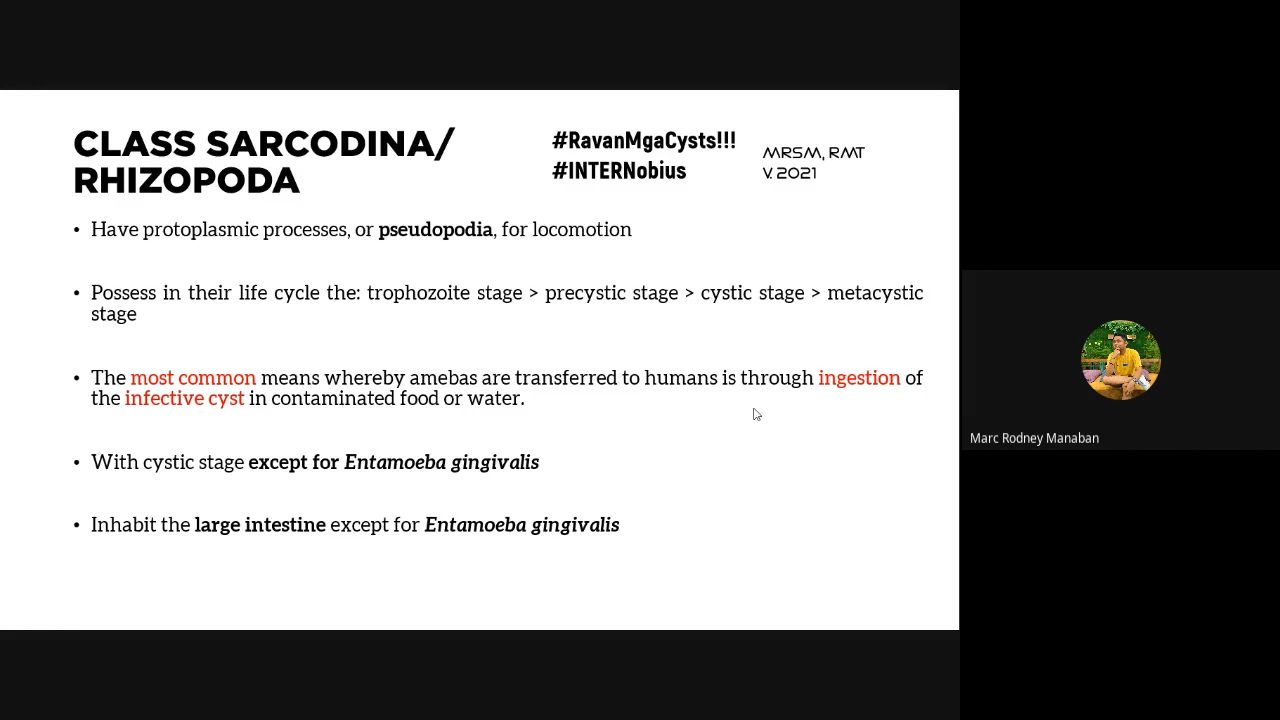 CLASS SARCODINA/
RHIZOPODA
#RavanMgaCysts!!!
#INTERNobius
MRSM, RMT
V. 2021
• Have protoplasmic processes, or pseudopodia, for locomotion
• Possess in their life cycle the: trophozoite stage > precystic stage > cystic stage > metacystic
stage
• The most common means whereby amebas are transferred to humans is through ingestion of
the infective cyst in contaminated food or water.
• With cystic stage except for Entamoeba gingivalis
• Inhabit the large intestine except for Entamoeba gingivalis
Marc Rodney Manaban